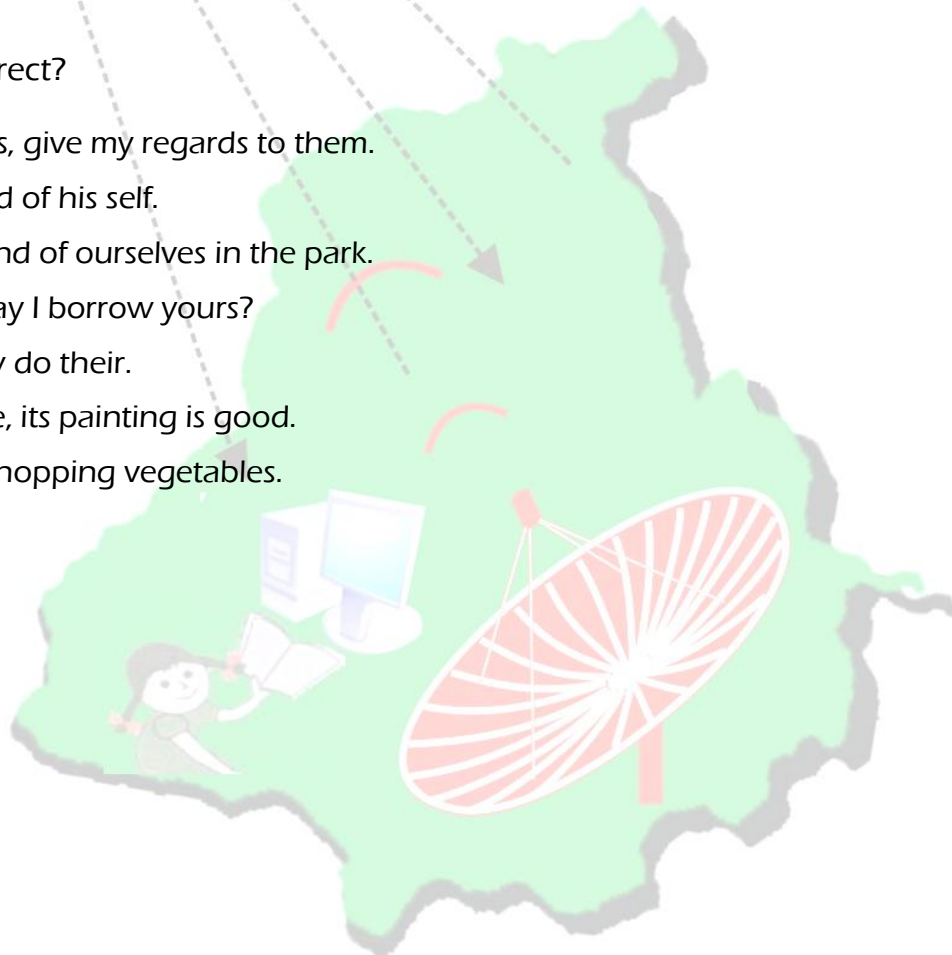 rect?
s, give my regards to them.
d of his self.
nd of ourselves in the park.
ay I borrow yours?
y do their.
e, its painting is good.
hopping vegetables.